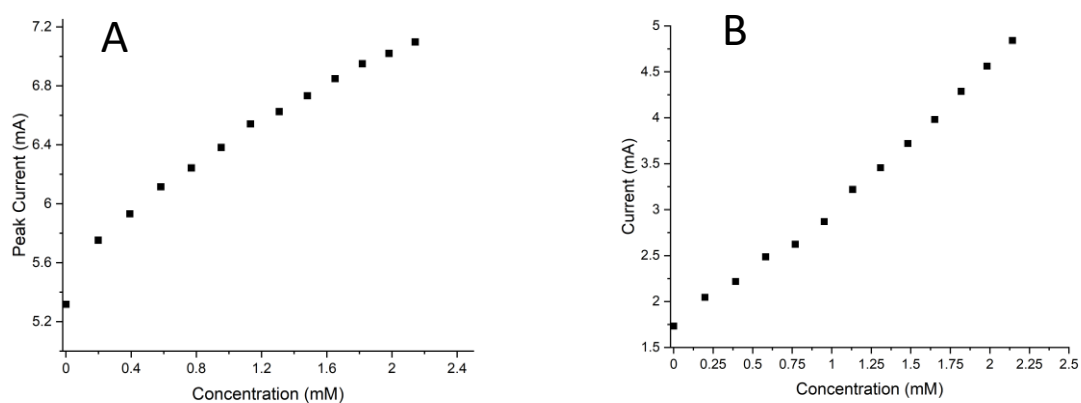 A
7.2
6.8
6.4
6
5.6
5.2
Peak Current (mA)
0 0.4 0.8 1.2 1.6 2 2.4
Concentration (mM)
B
5
4.5
4
3.5
3
2.5
2
1.5
Current (mA)
0 0.25 0.5 0.75 1 1.25 1.5 1.75 2 2.25 2.5
Concentration (mM)